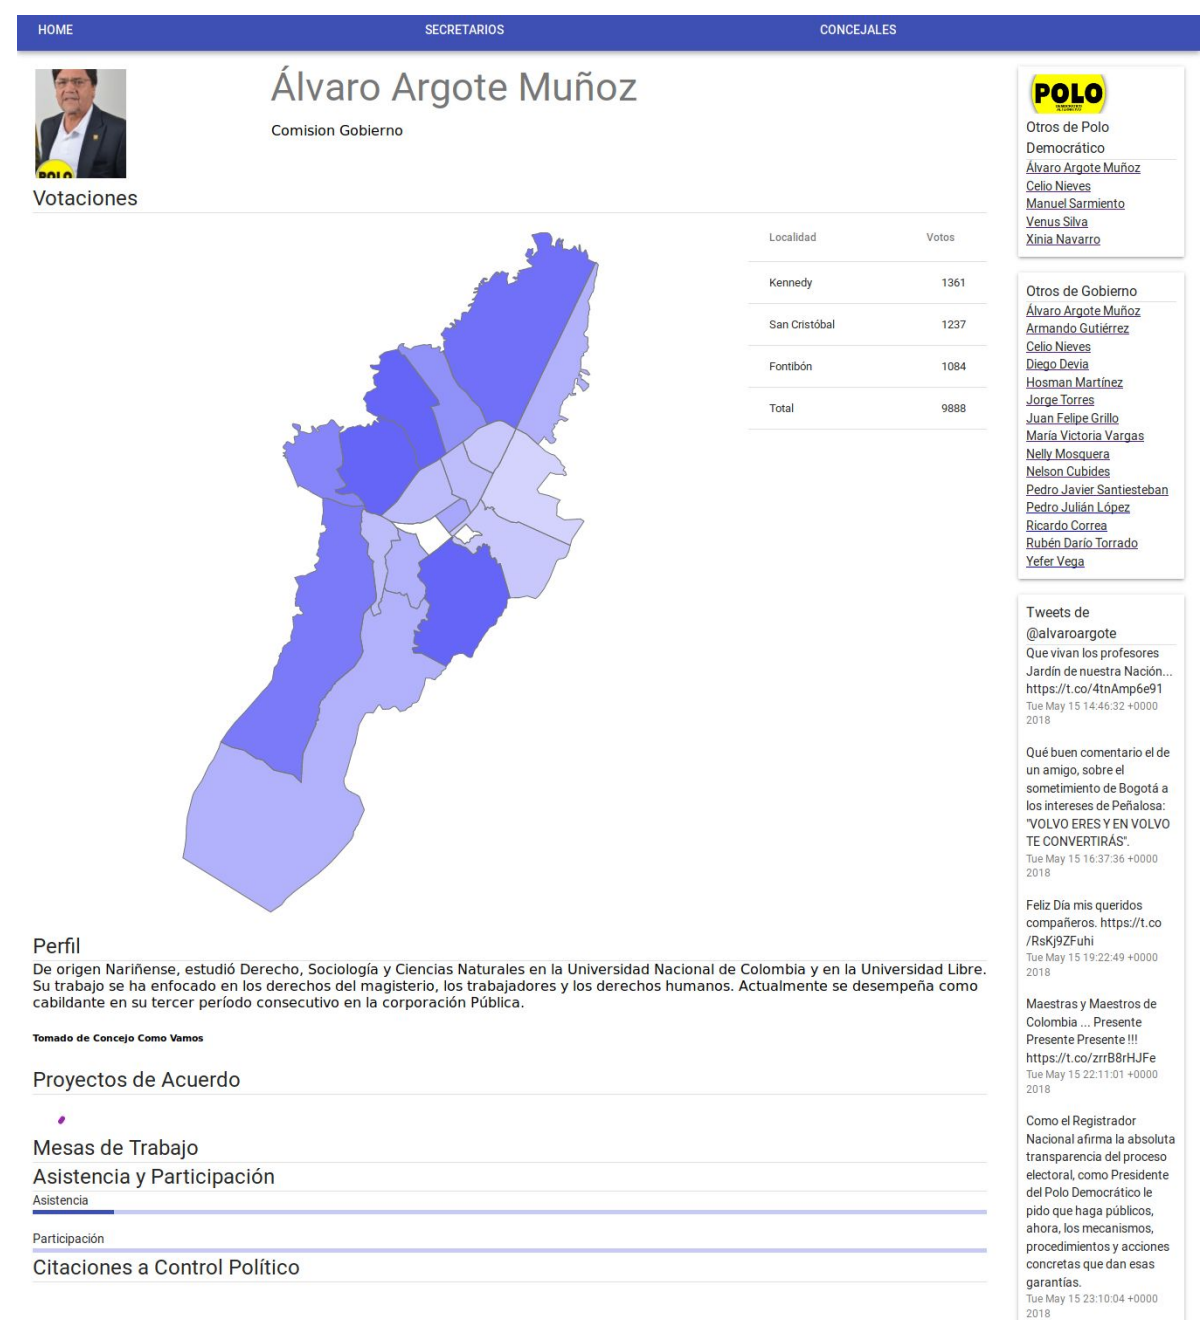 HOME SECRETARIOS CONCEJALES
Álvaro Argote Muñoz
Comision Gobierno
POLO
Votaciones
Localidad Votos
Kennedy 1361
San Cristóbal 1237
Fontibón 1084
Total 9888
Perfil
De origen Nariñense, estudió Derecho, Sociología y Ciencias Naturales en la Universidad Nacional de Colombia y en la Universidad Libre.
Su trabajo se ha enfocado en los derechos del magisterio, los trabajadores y los derechos humanos. Actualmente se desempeña como
cabildante en su tercer período consecutivo en la corporación Pública.
Tomado de Concejo Como Vamos
Proyectos de Acuerdo
Mesas de Trabajo
Asistencia y Participación
Asistencia
Participación
Citaciones a Control Político
POLO
Otros de Polo
Democrático
Álvaro Argote Muñoz
Celio Nieves
Manuel Sarmiento
Venus Silva
Xinia Navarro
Otros de Gobierno
Álvaro Argote Muñoz
Armando Gutiérrez
Celio Nieves
Diego Devia
Hosman Martínez
Jorge Torres
Juan Felipe Grillo
María Victoria Vargas
Nelly Mosquera
Nelson Cubides
Pedro Javier Santiesteban
Pedro Julián López
Ricardo Correa
Rubén Darío Torrado
Yefer Vega
Tweets de
@alvaroargote
Que vivan los profesores
Jardín de nuestra Nación...
https://t.co/4tnAmp6e91
Tue May 15 14:46:32 +0000
2018
Qué buen comentario el de
un amigo, sobre el
sometimiento de Bogotá a
los intereses de Peñalosa:
"VOLVO ERES Y EN VOLVO
TE CONVERTIRÁS".
Tue May 15 16:37:36 +0000
2018
Feliz Día mis queridos
compañeros. https://t.co
/RsKj9ZFuhi
Tue May 15 19:22:49 +0000
2018
Maestras y Maestros de
Colombia ... Presente
Presente Presente !!!
https://t.co/zrrB8rHJFe
Tue May 15 22:11:01 +0000
2018
Como el Registrador
Nacional afirma la absoluta
transparencia del proceso
electoral, como Presidente
del Polo Democrático le
pido que haga públicos,
ahora, los mecanismos,
procedimientos y acciones
concretas que dan esas
garantías.
Tue May 15 23:10:04 +0000
2018